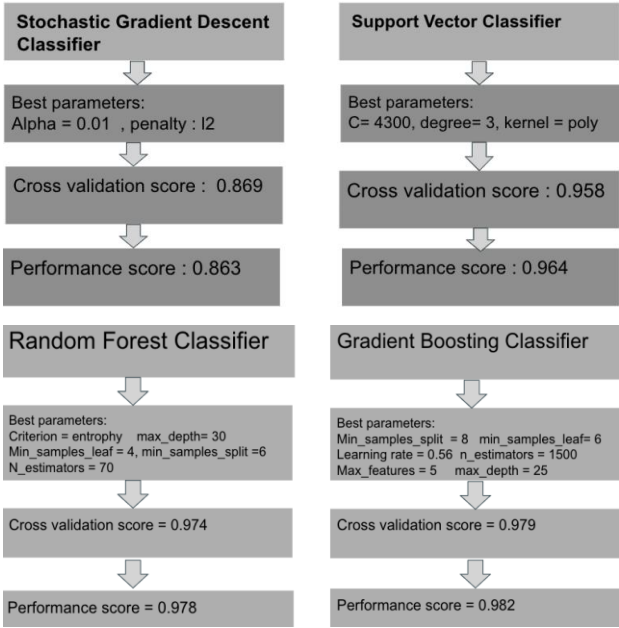 Stochastic Gradient Descent
Classifier
Best parameters:
Alpha = 0.01 , penalty : l2
Cross validation score : 0.869
Performance score : 0.863
Support Vector Classifier
Best parameters:
C= 4300, degree= 3, kernel = poly
Cross validation score : 0.958
Performance score : 0.964
Random Forest Classifier
Best parameters:
Criterion = entrophy max_depth= 30
Min_samples_leaf = 4, min_samples_split =6
N_estimators = 70
Cross validation score = 0.974
Performance score = 0.978
Gradient Boosting Classifier
Best parameters:
Min_samples_split = 8 min_samples_leaf= 6
Learning rate = 0.56 n_estimators = 1500
Max_features = 5 max_depth = 25
Cross validation score = 0.979
Performance score = 0.982